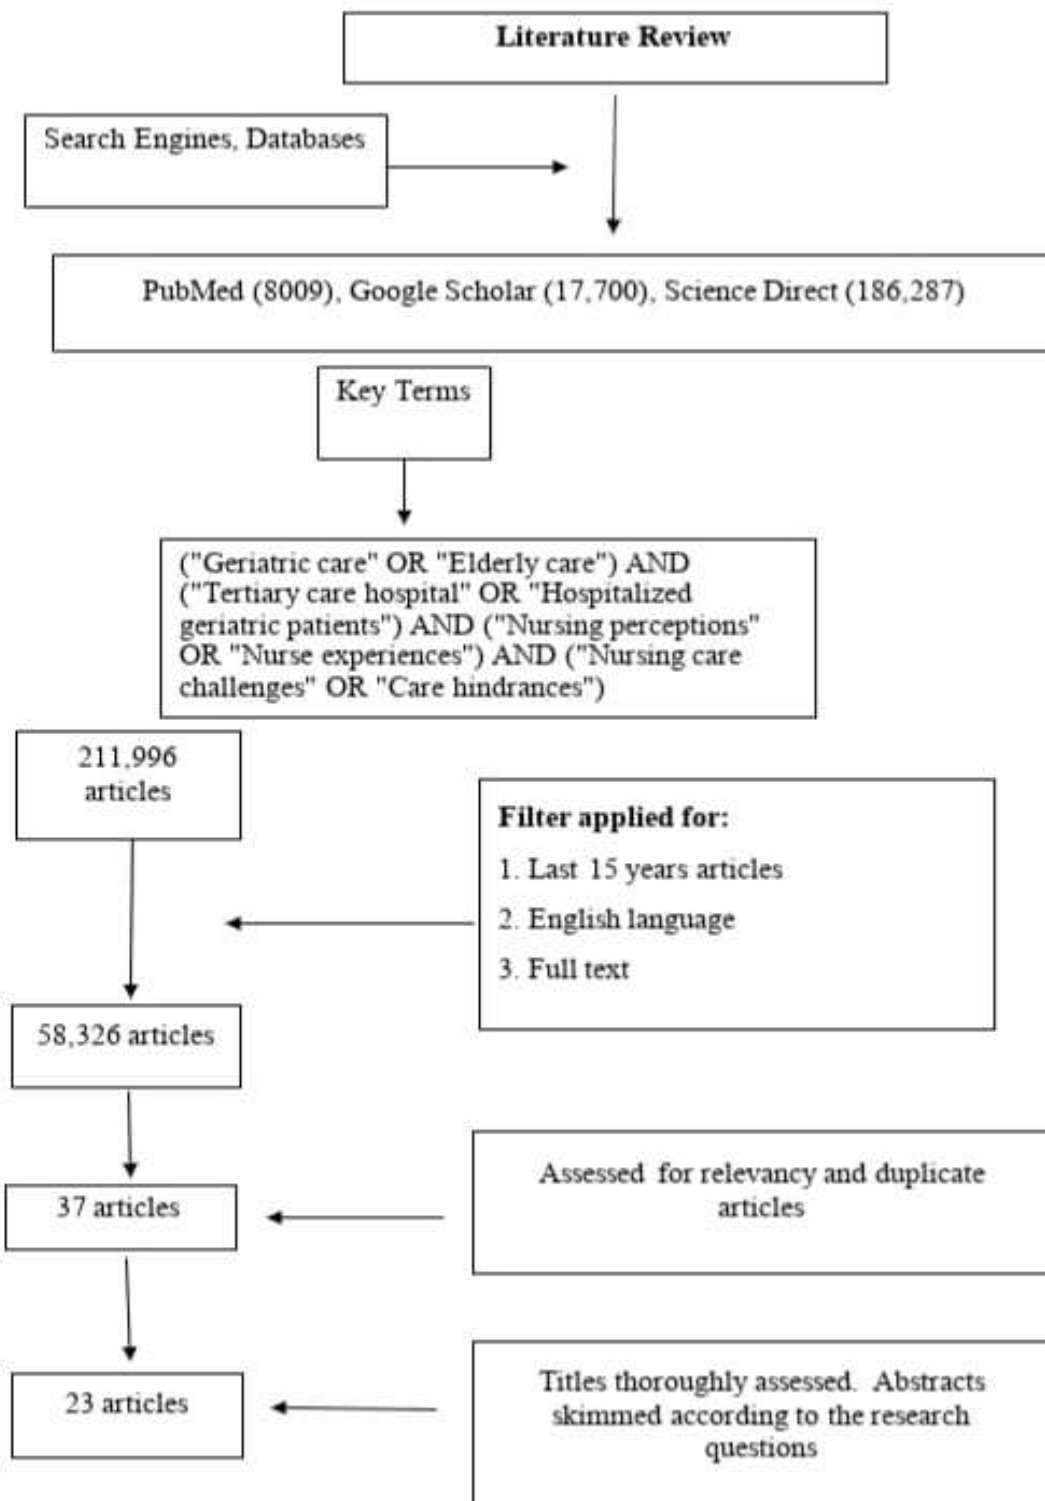 Literature Review
Search Engines, Databases
PubMed (8009), Google Scholar (17,700), Science Direct (186,287)
Key Terms
("Geriatric care" OR "Elderly care") AND
("Tertiary care hospital" OR "Hospitalized
geriatric patients") AND ("Nursing perceptions"
OR "Nurse experiences") AND ("Nursing care
challenges" OR "Care hindrances")
211,996
articles
Filter applied for:
1. Last 15 years articles
2. English language
3. Full text
58,326 articles
Assessed for relevancy and duplicate
articles
37 articles
Titles thoroughly assessed. Abstracts
skimmed according to the research
questions
23 articles